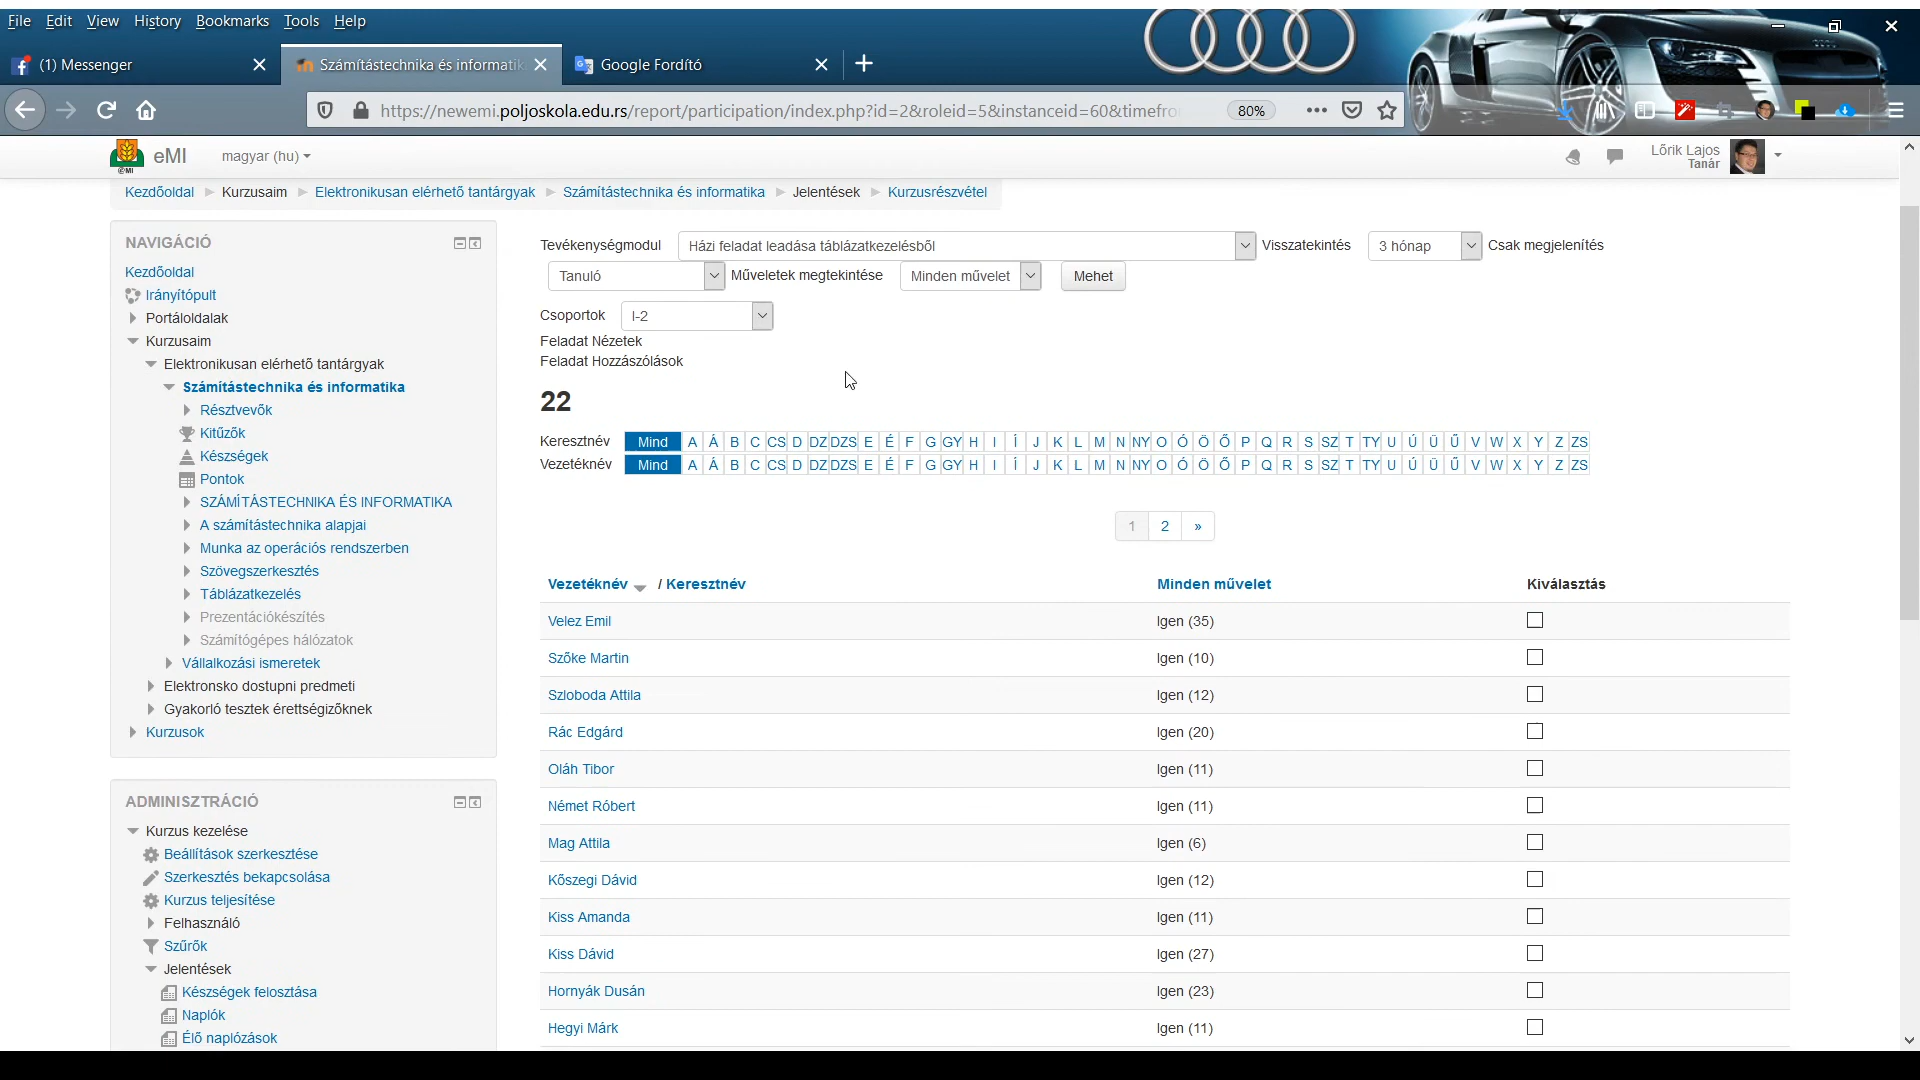 File Edit View History Bookmarks Tools Help
(1) Messenger
Számítástechnika és informatik
Google Fordító
https://newemi.poljoskola.edu.rs/report/participation/index.php?id=2&roleid=5&instanceid=60&timefro
80%
eMI
magyar (hu)
Lőrik Lajos
Tanár
Kezdőoldal Kurzusaim Elektronikusan elérhető tantárgyak Számítástechnika és informatika Jelentések Kurzusrészvétel
NAVIGÁCIÓ
Kezdőoldal
Irányítópult
Portáloldalak
Kurzusaim
Elektronikusan elérhető tantárgyak
Számítástechnika és informatika
Résztvevők
Kitűzők
Készségek
Pontok
SZÁMÍTÁSTECHNIKA ÉS INFORMATIKA
A számítástechnika alapjai
Munka az operációs rendszerben
Szövegszerkesztés
Táblázatkezelés
Prezentációkészítés
Számítógépes hálózatok
Vállalkozási ismeretek
Elektronsko dostupni predmeti
Gyakorló tesztek érettségizőknek
Kurzusok
ADMINISZTRÁCIÓ
Kurzus kezelése
Beállítások szerkesztése
Szerkesztés bekapcsolása
Kurzus teljesítése
Felhasználó
Szűrők
Jelentések
Készségek felosztása
Naplók
Élő naplózások
Tevékenységmodul Házi feladat leadása táblázatkezelésből Visszatekintés 3 hónap Csak megjelenítés
Tanuló Műveletek megtekintése Minden művelet Mehet
Csoportok I-2
Feladat Nézetek
Feladat Hozzászólások
22
Keresztnév Mind A Á B C CS D DZ DZS E É F G GY H I Í J K L M N NY O Ó Ö Ő P Q R S SZ T TY U Ú Ü Ű V W X Y Z ZS
Vezetéknév Mind A Á B C CS D DZ DZS E É F G GY H I Í J K L M N NY O Ó Ö Ő P Q R S SZ T TY U Ú Ü Ű V W X Y Z ZS
1 2 »
Vezetéknév / Keresztnév Minden művelet Kiválasztás
Velez Emil Igen (35)
Szőke Martin Igen (10)
Szloboda Attila Igen (12)
Rác Edgárd Igen (20)
Oláh Tibor Igen (11)
Német Róbert Igen (11)
Mag Attila Igen (6)
Kőszegi Dávid Igen (12)
Kiss Amanda Igen (11)
Kiss Dávid Igen (27)
Hornyák Dusán Igen (23)
Hegyi Márk Igen (11)